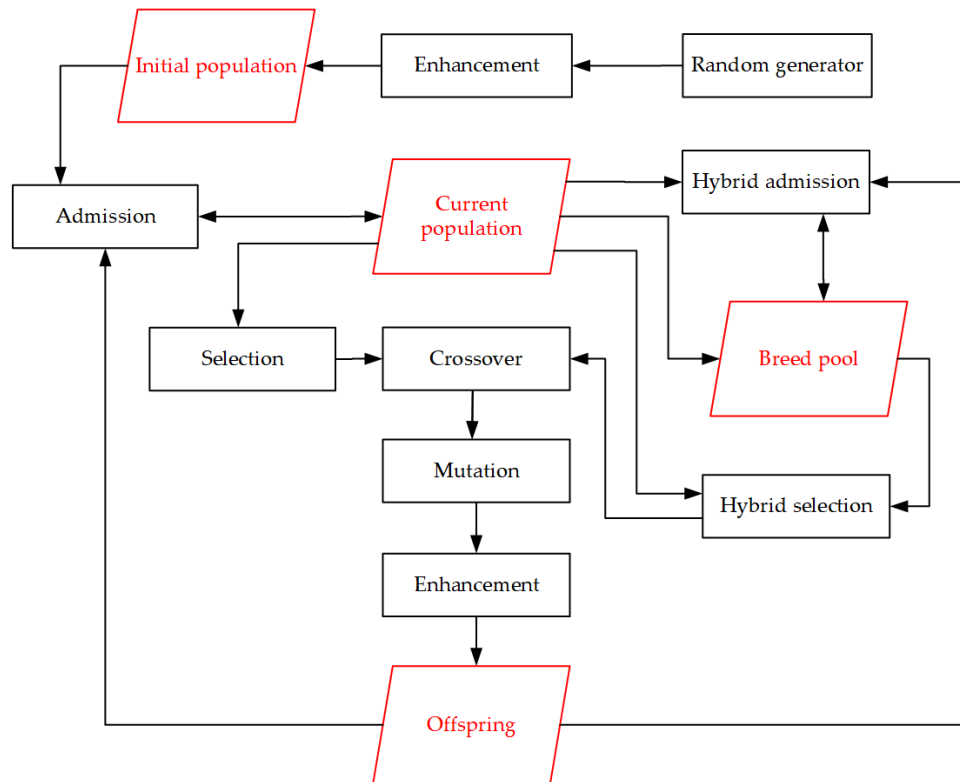 Initial population
Enhancement
Random generator
Admission
Current
population
Hybrid admission
Selection
Crossover
Breed pool
Mutation
Hybrid selection
Enhancement
Offspring